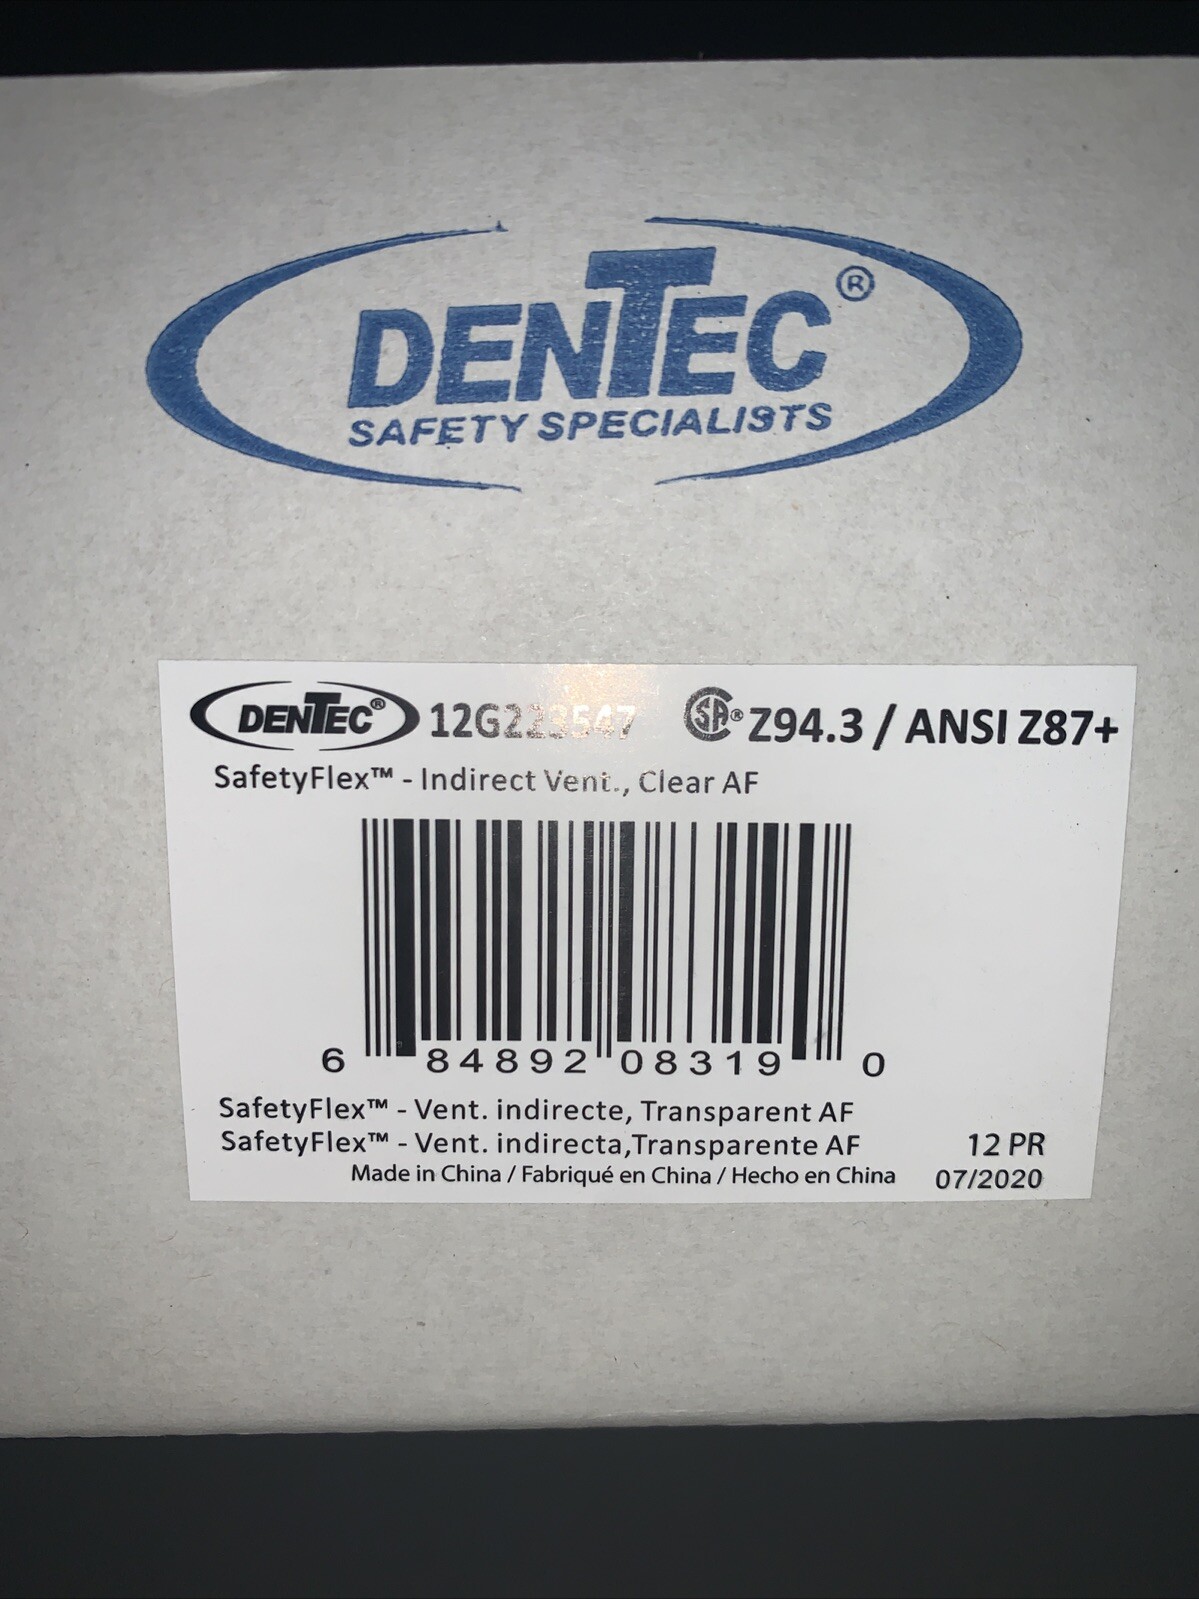 DENTEC®
SAFETY SPECIALISTS
DENTEC® 12G223547 CSA® Z94.3 / ANSI Z87+
SafetyFlex™ - Indirect Vent., Clear AF
6 84892 08319 0
SafetyFlex™ - Vent. indirecte, Transparent AF
SafetyFlex™ - Vent. indirecta,Transparente AF 12 PR
Made in China / Fabriqué en China / Hecho en China 07/2020